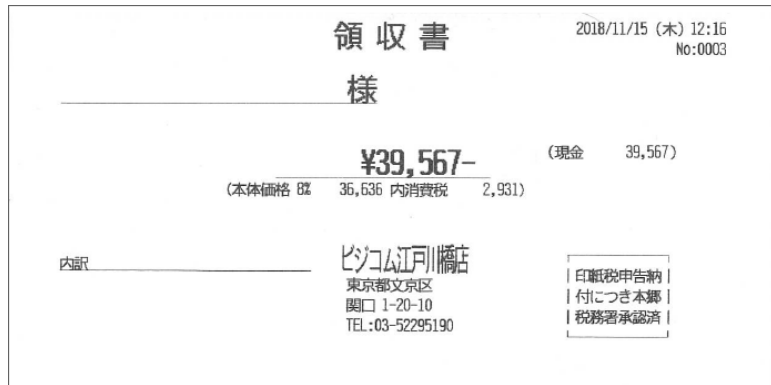 領収書
2018/11/15 (木) 12:16
No:0003
様
¥39,567-
(現金 39,567)
(本体価格 8% 36,636 内消費税 2,931)
内訳
ビジコム江戸川橋店
東京都文京区
関口 1-20-10
TEL:03-52295190
印紙税申告納
付につき本郷
税務署承認済